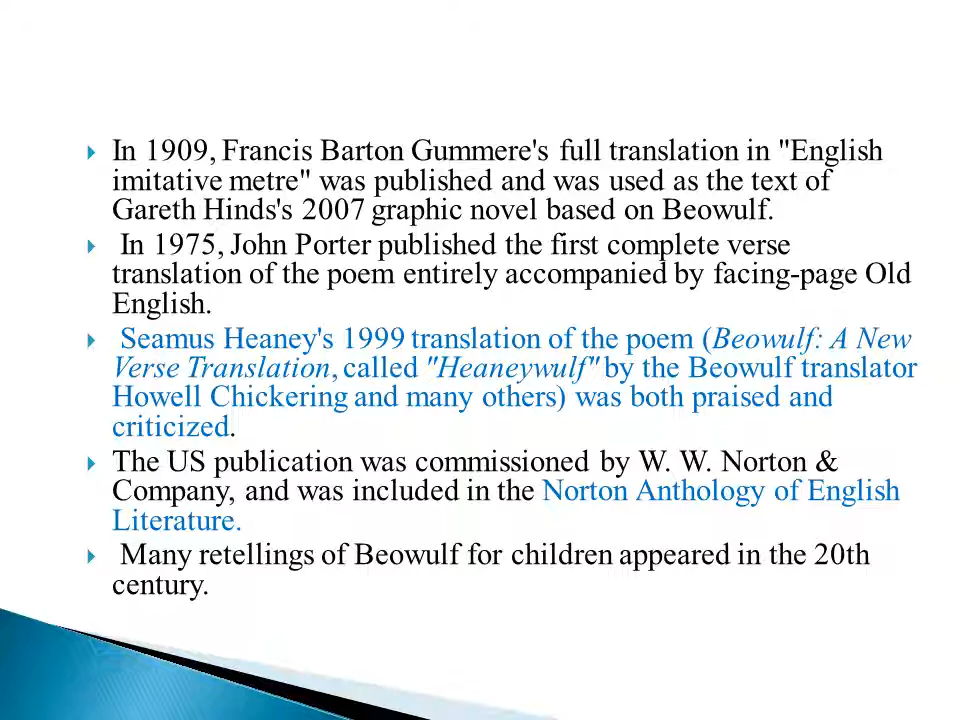 In 1909, Francis Barton Gummere's full translation in "English
imitative metre" was published and was used as the text of
Gareth Hinds's 2007 graphic novel based on Beowulf.
In 1975, John Porter published the first complete verse
translation of the poem entirely accompanied by facing-page Old
English.
Seamus Heaney's 1999 translation of the poem (Beowulf: A New
Verse Translation, called "Heaneywulf" by the Beowulf translator
Howell Chickering and many others) was both praised and
criticized.
The US publication was commissioned by W. W. Norton &
Company, and was included in the Norton Anthology of English
Literature.
Many retellings of Beowulf for children appeared in the 20th
century.